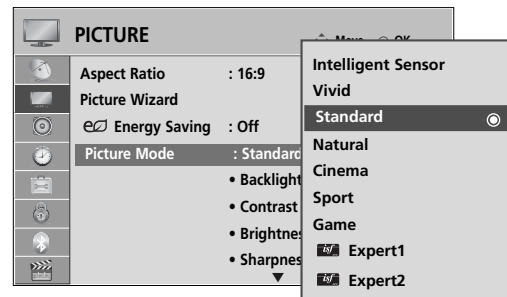 PICTURE
Move
OK
Aspect Ratio : 16:9
Picture Wizard
Energy Saving : Off
Picture Mode : Standard
• Backlight
• Contrast
• Brightnes
• Sharpnes
Intelligent Sensor
Vivid
Standard
Natural
Cinema
Sport
Game
isf Expert1
isf Expert2